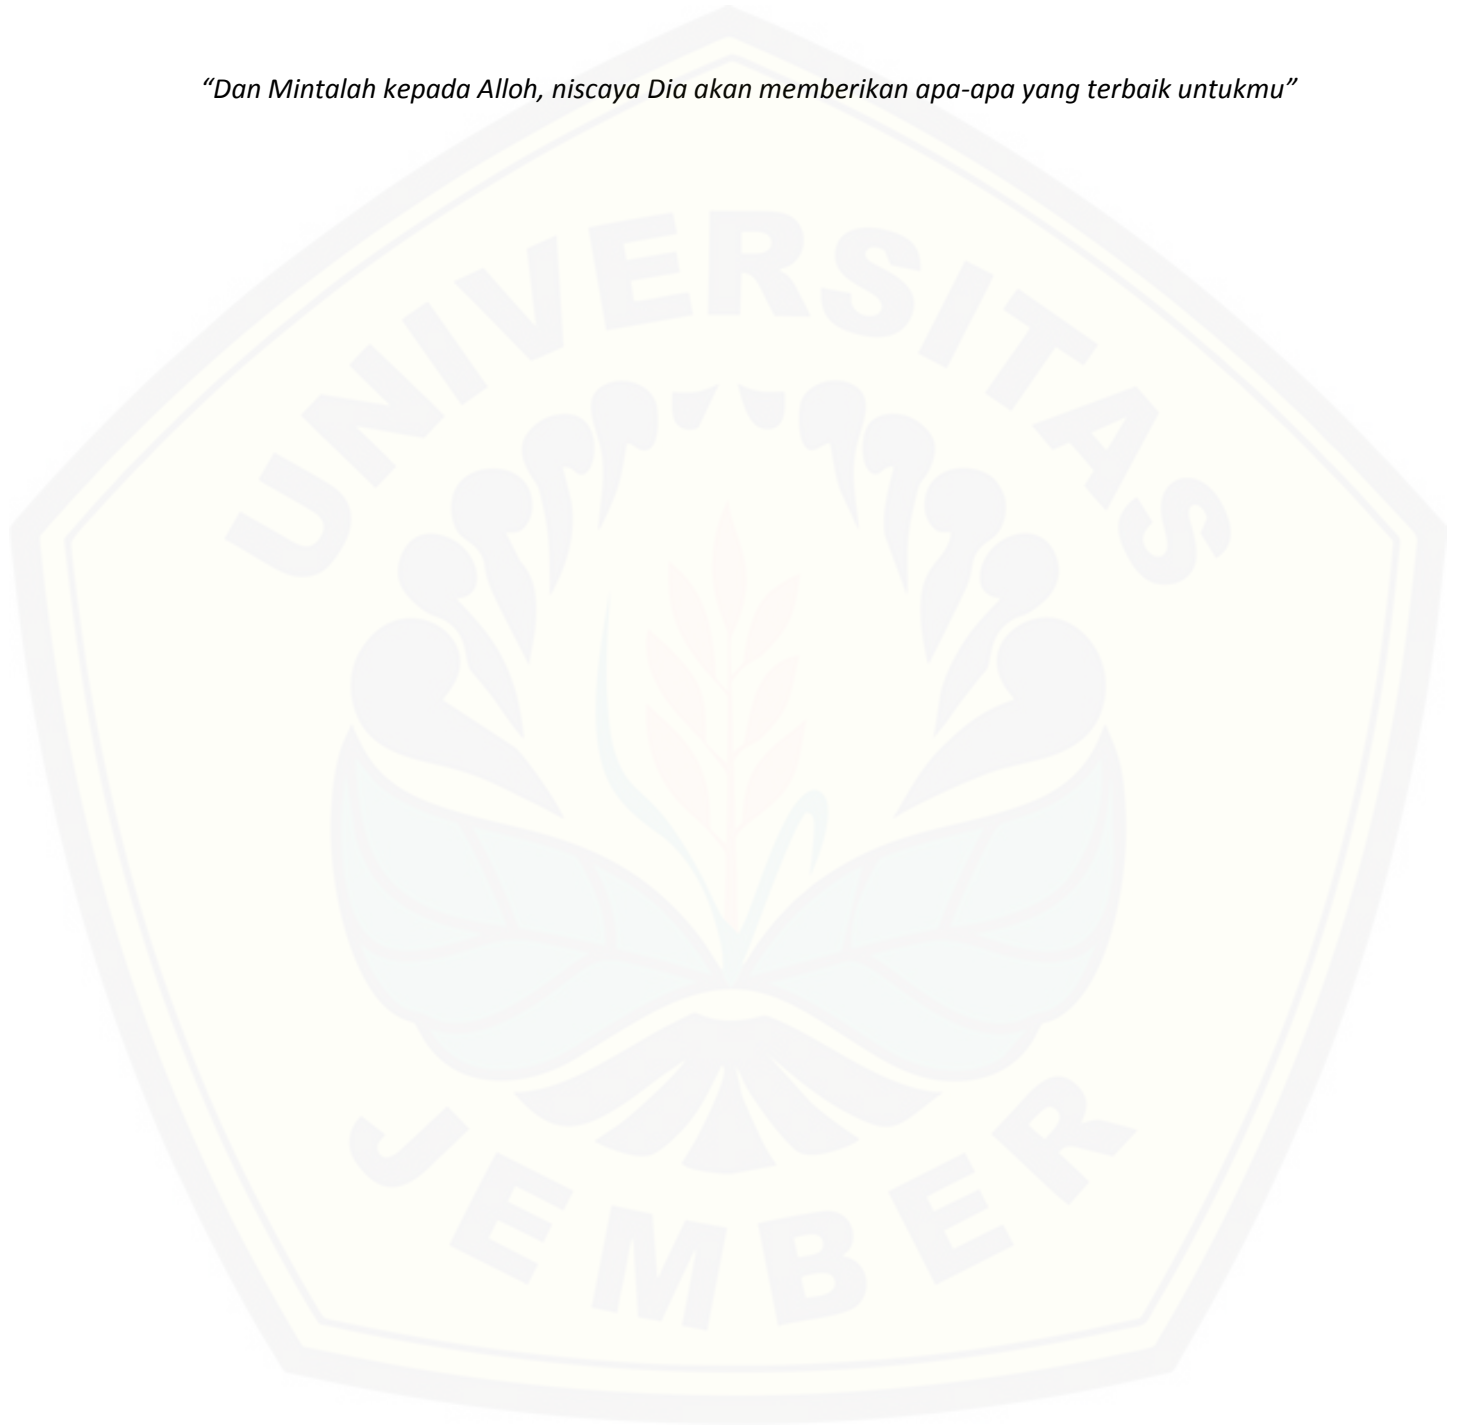 “Dan Mintalah kepada Alloh, niscaya Dia akan memberikan apa-apa yang terbaik untukmu”
UNIVERSITAS
JEMBER